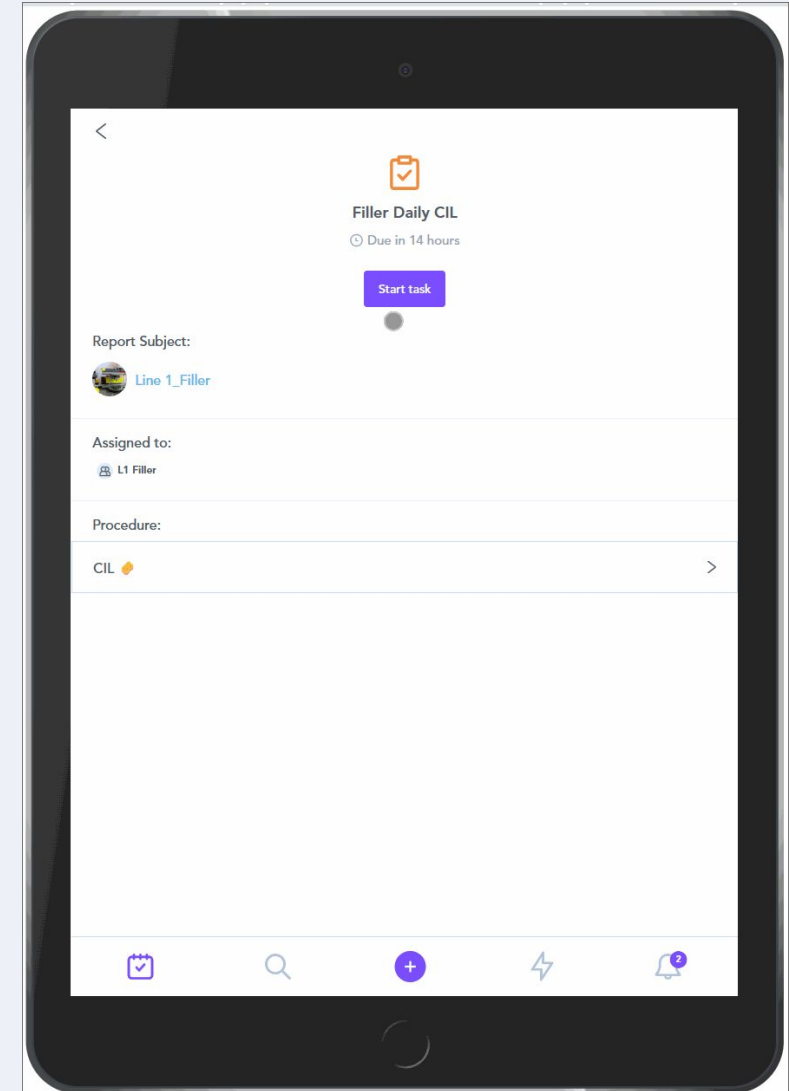 Filler Daily CIL
Due in 14 hours
Start task
Report Subject:
Line 1_Filler
Assigned to:
L1 Filler
Procedure:
CIL
2